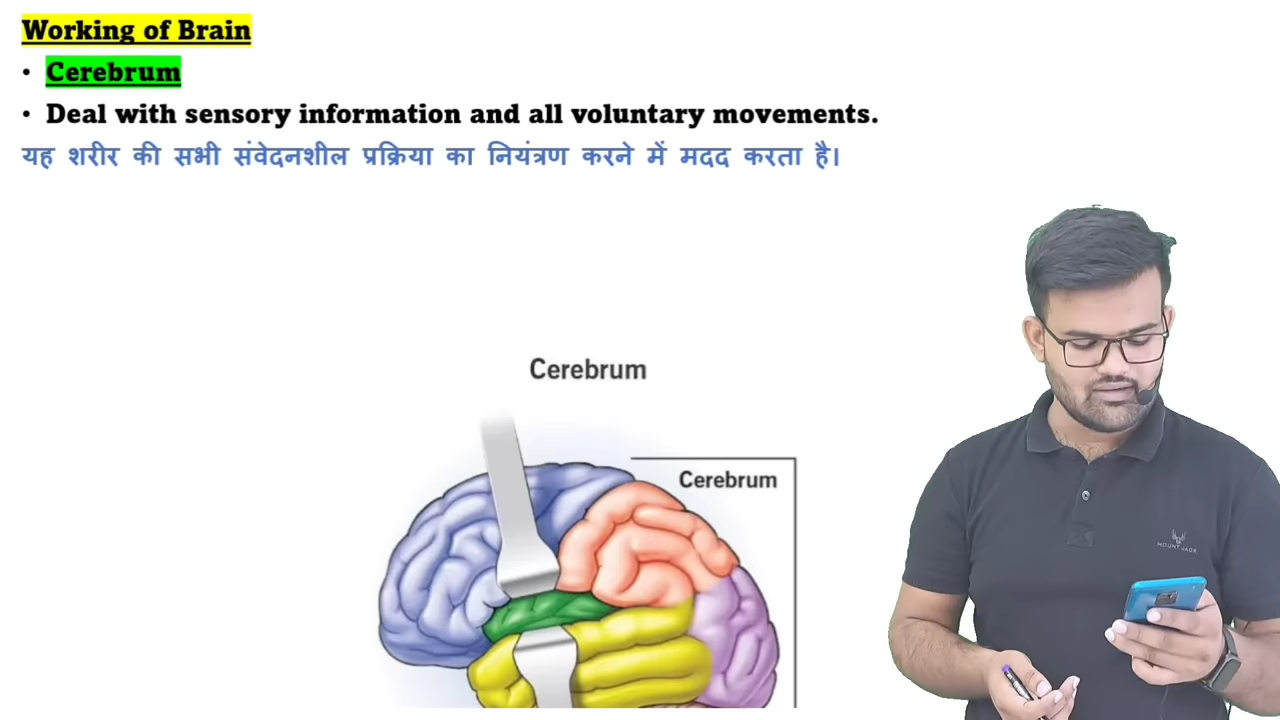 Working of Brain
• Cerebrum
• Deal with sensory information and all voluntary movements.
यह शरीर की सभी संवेदनशील प्रक्रिया का नियंत्रण करने में मदद करता है।
Cerebrum
Cerebrum